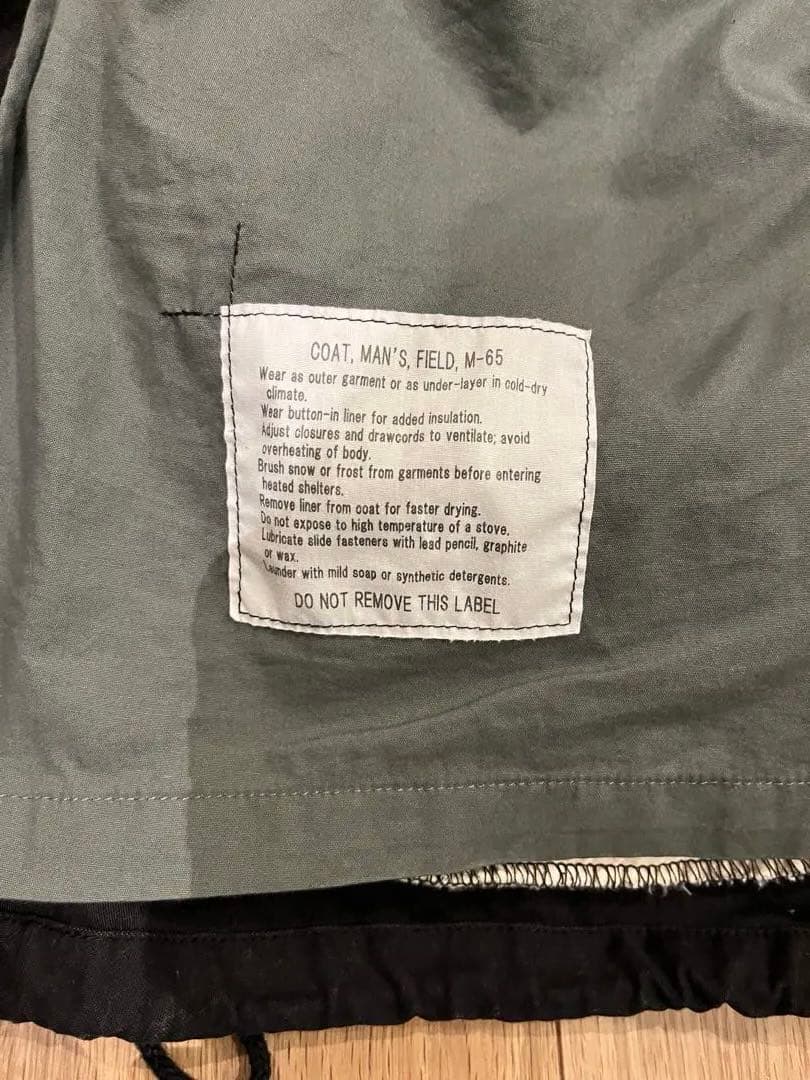 COAT, MAN'S, FIELD, M-65
Wear as outer garment or as under-layer in cold-dry
climate.
Wear button-in liner for added insulation.
Adjust closures and drawcords to ventilate; avoid
overheating of body.
Brush snow or frost from garments before entering
heated shelters.
Remove liner from coat for faster drying.
Do not expose to high temperature of a stove.
Lubricate slide fasteners with lead pencil, graphite
or wax.
Launder with mild soap or synthetic detergents.
DO NOT REMOVE THIS LABEL